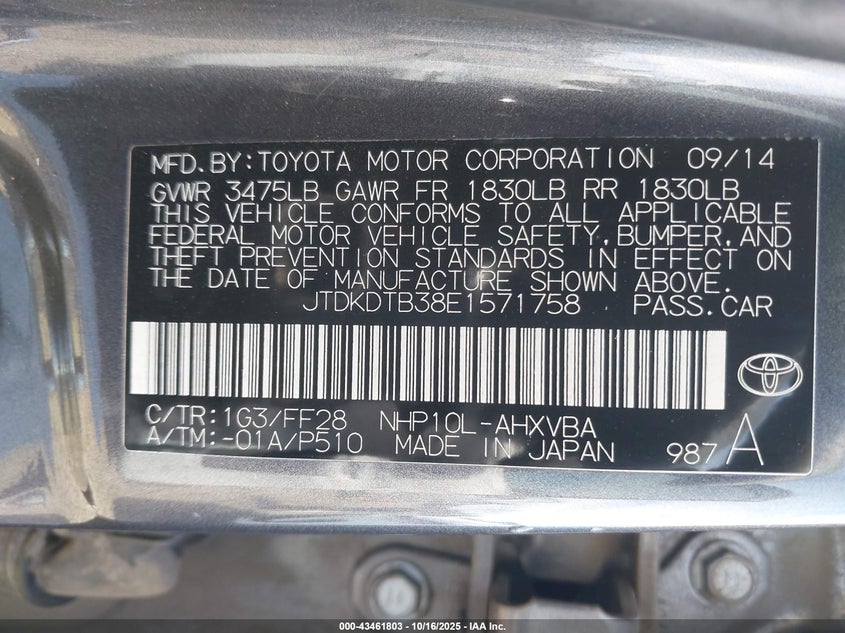 MFD.BY:TOYOTA MOTOR CORPORATION 09/14
GVWR 3475LB GAWR FR 1830LB RR 1830LB
THIS VEHICLE CONFORMS TO ALL APPLICABLE
FEDERAL MOTOR VEHICLE SAFETY,BUMPER,AND
THEFT PREVENTION STANDARDS IN EFFECT ON
THE DATE OF MANUFACTURE SHOWN ABOVE.
JTDKDTB38E1571758 PASS.CAR
C/TR:1G3/FF28 NHP10L-AHXVBA
A/TM:-01A/P510 MADE IN JAPAN 987 A
000-43461803 - 10/16/2025 - IAA Inc.